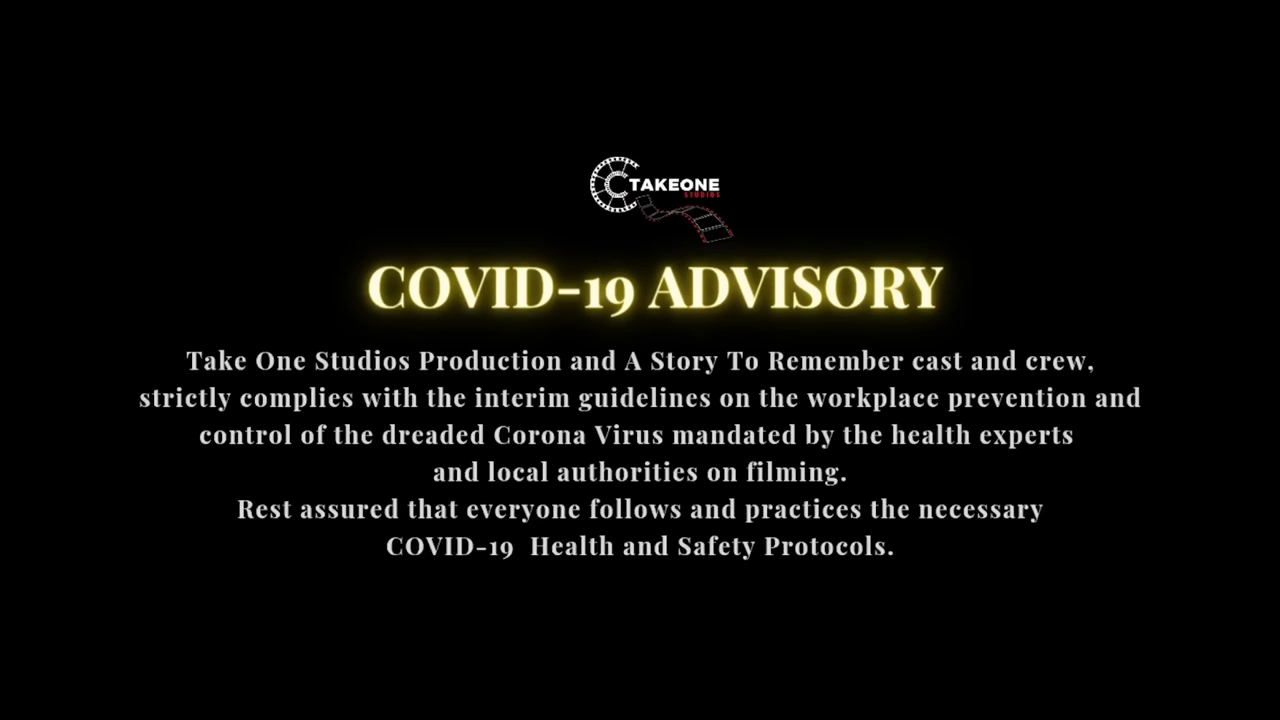 TAKEONE
STUDIOS
COVID-19 ADVISORY
Take One Studios Production and A Story To Remember cast and crew,
strictly complies with the interim guidelines on the workplace prevention and
control of the dreaded Corona Virus mandated by the health experts
and local authorities on filming.
Rest assured that everyone follows and practices the necessary
COVID-19 Health and Safety Protocols.